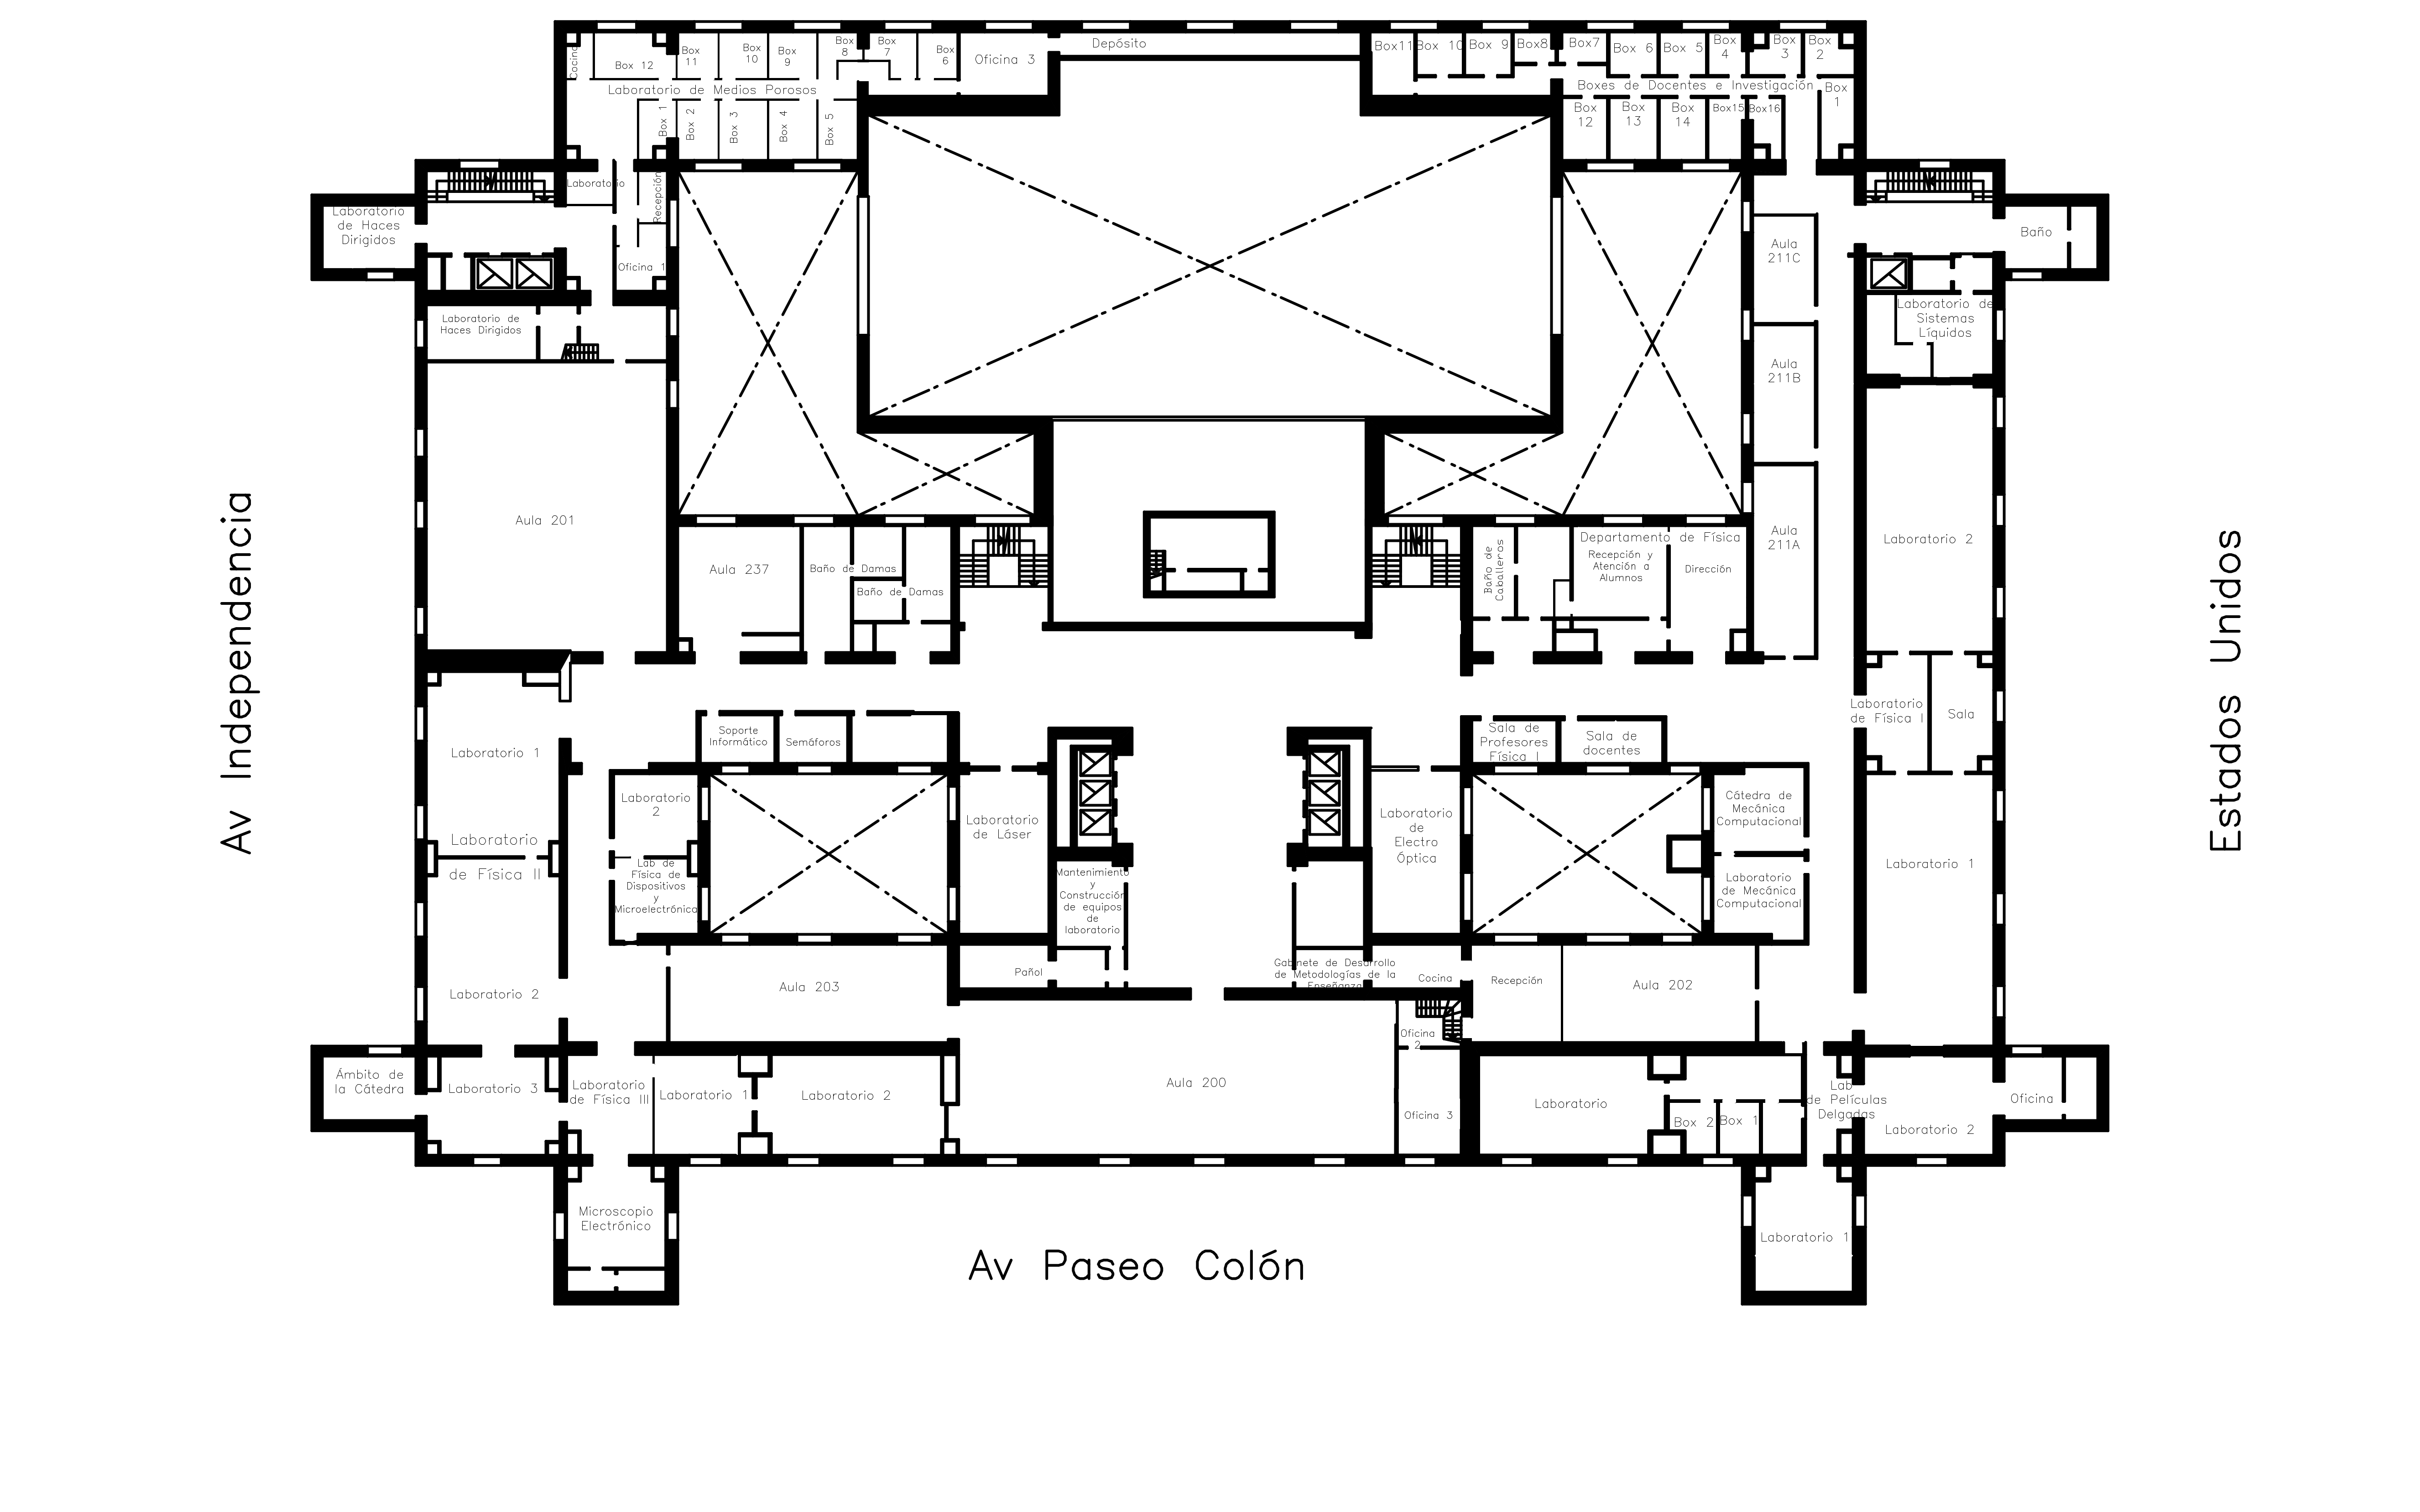 Cocina
Box 12
Box
11
Box
10
Box
9
Box
8
Box
7
Box
6
Oficina 3
Depósito
Laboratorio de Medios Porosos
Box 1
Box 2
Box 3
Box 4
Box 5
Box11
Box 10
Box 9
Box8
Box7
Box 6
Box 5
Box
4
Box
3
Box
2
Box
1
Boxes de Docentes e Investigación
Box
12
Box
13
Box
14
Box15
Box16
Laboratorio
Recepción
Oficina 1
Laboratorio
de Haces
Dirigidos
Laboratorio de
Haces Dirigidos
Aula
211C
Aula
211B
Aula
211A
Baño
Laboratorio de
Sistemas
Líquidos
Aula 201
Aula 237
Baño de Damas
Baño de Damas
Baño de
Caballeros
Departamento de Física
Recepción y
Atención a
Alumnos
Dirección
Laboratorio 2
Av Independencia
Estados Unidos
Laboratorio 1
Laboratorio
de Física II
Laboratorio 2
Soporte
Informático
Semáforos
Laboratorio
2
Lab de
Física de
Dispositivos
y
Microelectrónica
Laboratorio
de Láser
Mantenimiento
y
Construcción
de equipos
de
laboratorio
Pañol
Laboratorio
de
Electro
Óptica
Gabinete de Desarrollo
de Metodologías de la
Enseñanza
Cocina
Sala de
Profesores
Física I
Sala de
docentes
Cátedra de
Mecánica
Computacional
Laboratorio
de Mecánica
Computacional
Laboratorio
de Física I
Sala
Laboratorio 1
Aula 203
Recepción
Aula 202
Ámbito de
la Cátedra
Laboratorio 3
Laboratorio
de Física III
Laboratorio 1
Laboratorio 2
Aula 200
Oficina
2
Oficina 3
Laboratorio
Box 2
Box 1
Lab
de Películas
Delgadas
Laboratorio 2
Oficina
Microscopio
Electrónico
Laboratorio 1
Av Paseo Colón